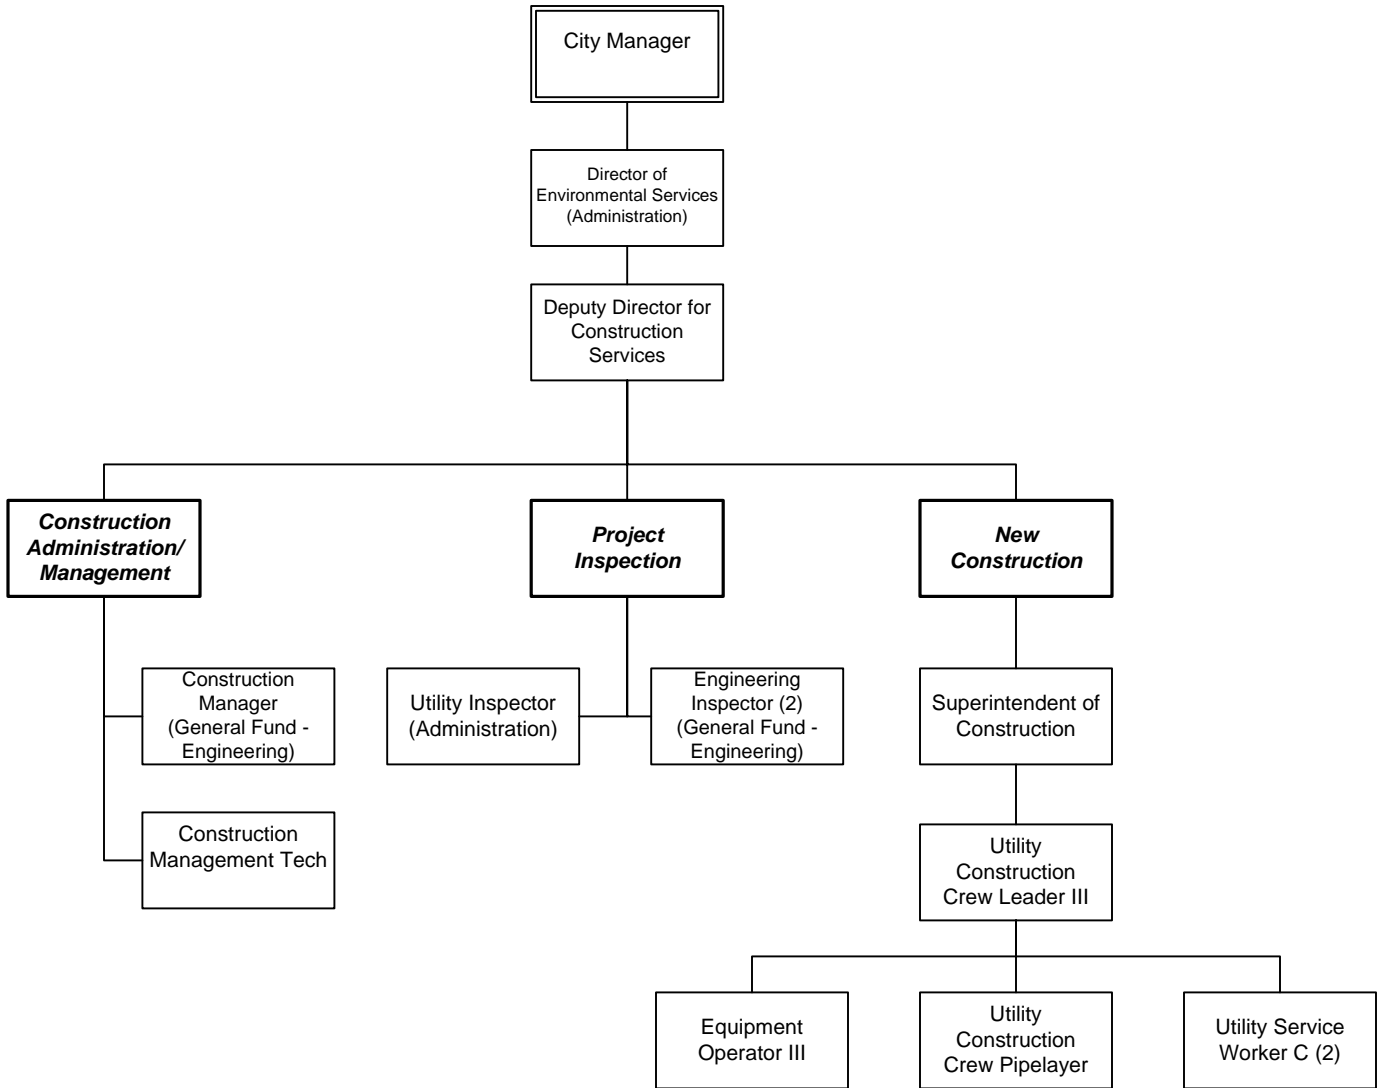 City Manager
Director of
Environmental Services
(Administration)
Deputy Director for
Construction
Services
Construction
Administration/
Management
Project
Inspection
New
Construction
Construction
Manager
(General Fund -
Engineering)
Utility Inspector
(Administration)
Engineering
Inspector (2)
(General Fund -
Engineering)
Superintendent of
Construction
Construction
Management Tech
Utility
Construction
Crew Leader III
Equipment
Operator III
Utility
Construction
Crew Pipelayer
Utility Service
Worker C (2)